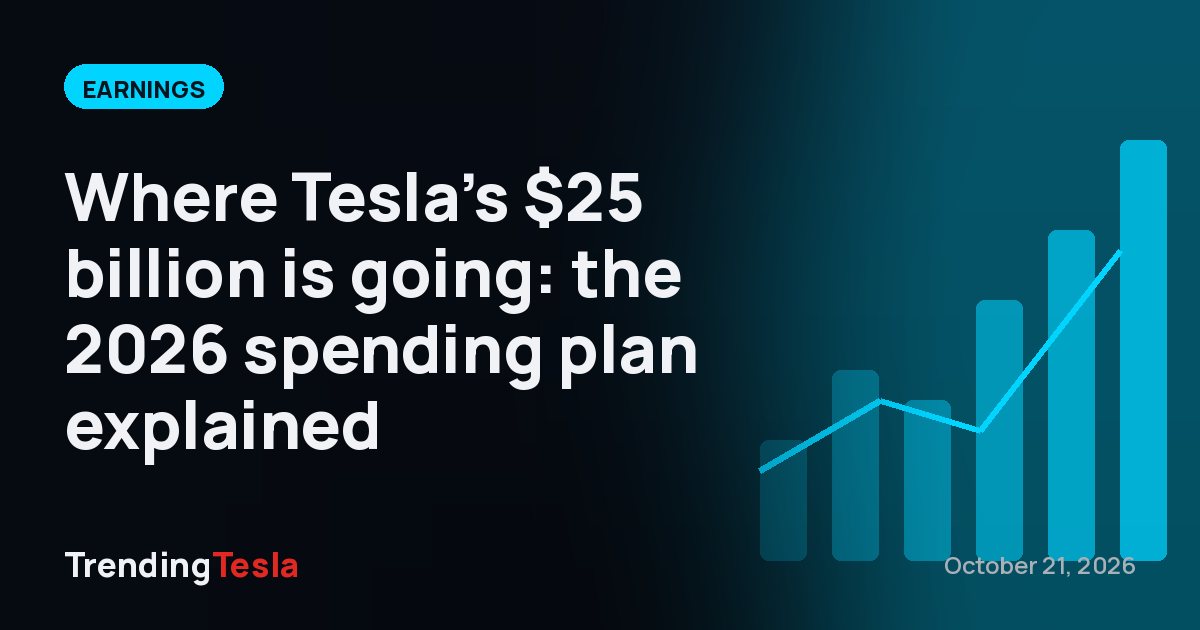 EARNINGS
Where Tesla’s $25
billion is going: the
2026 spending plan
explained
TrendingTesla
October 21, 2026